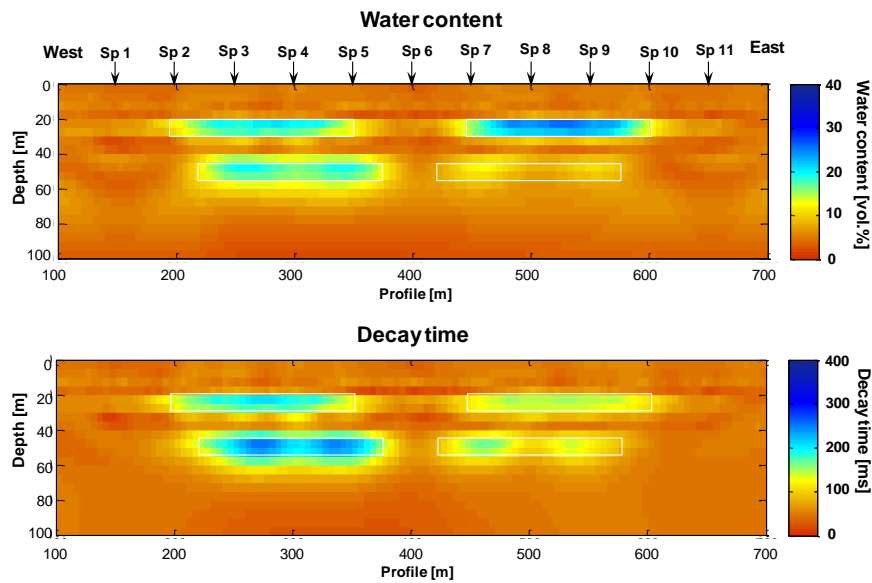 Water content
West Sp 1 Sp 2 Sp 3 Sp 4 Sp 5 Sp 6 Sp 7 Sp 8 Sp 9 Sp 10 Sp 11 East
0
20
40
60
80
100
Depth [m]
100 200 300 400 500 600 700
Profile [m]
40
30
20
10
0
Water content [vol.%]
Decay time
0
20
40
60
80
100
Depth [m]
100 200 300 400 500 600 700
Profile [m]
400
300
200
100
0
Decay time [ms]